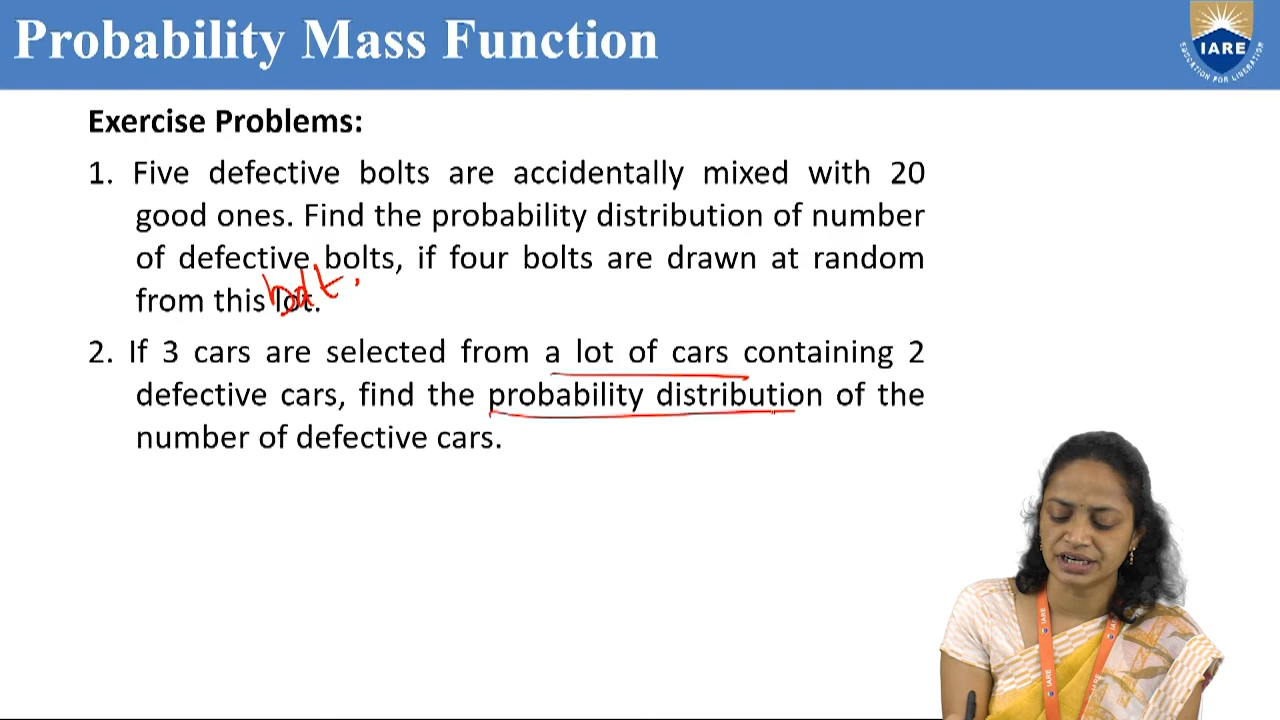 Probability Mass Function
IARE
EDUCATION FOR LIBERATION
Exercise Problems:
1. Five defective bolts are accidentally mixed with 20
good ones. Find the probability distribution of number
of defective bolts, if four bolts are drawn at random
from this lot.
bolt.
2. If 3 cars are selected from a lot of cars containing 2
defective cars, find the probability distribution of the
number of defective cars.
IARE
IARE